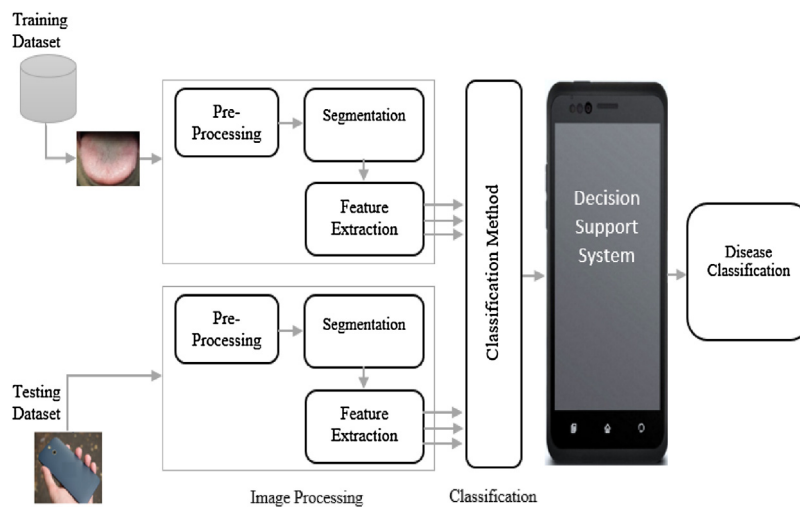 Training
Dataset
Pre-
Processing
Segmentation
Feature
Extraction
Classification Method
Decision
Support
System
Disease
Classification
Pre-
Processing
Segmentation
Feature
Extraction
Testing
Dataset
Image Processing
Classification